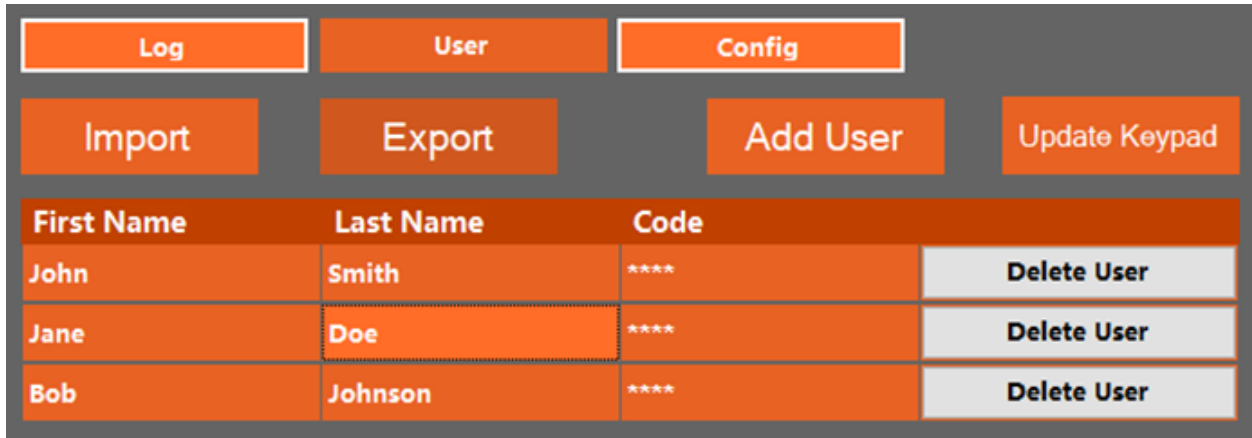 Log User Config
Import Export Add User Update Keypad
First Name Last Name Code
John Smith **** Delete User
Jane Doe **** Delete User
Bob Johnson **** Delete User